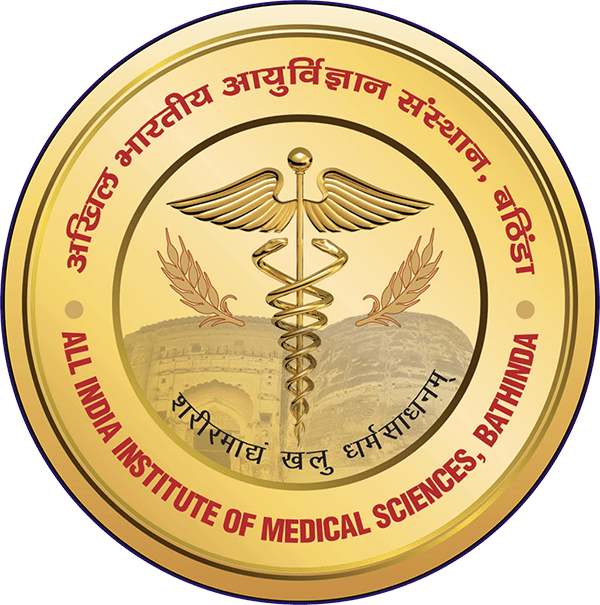 अखिल भारतीय आयुर्विज्ञान संस्थान, बठिंडा
शरीरमाद्यं खलु धर्मसाधनम्
ALL INDIA INSTITUTE OF MEDICAL SCIENCES, BATHINDA